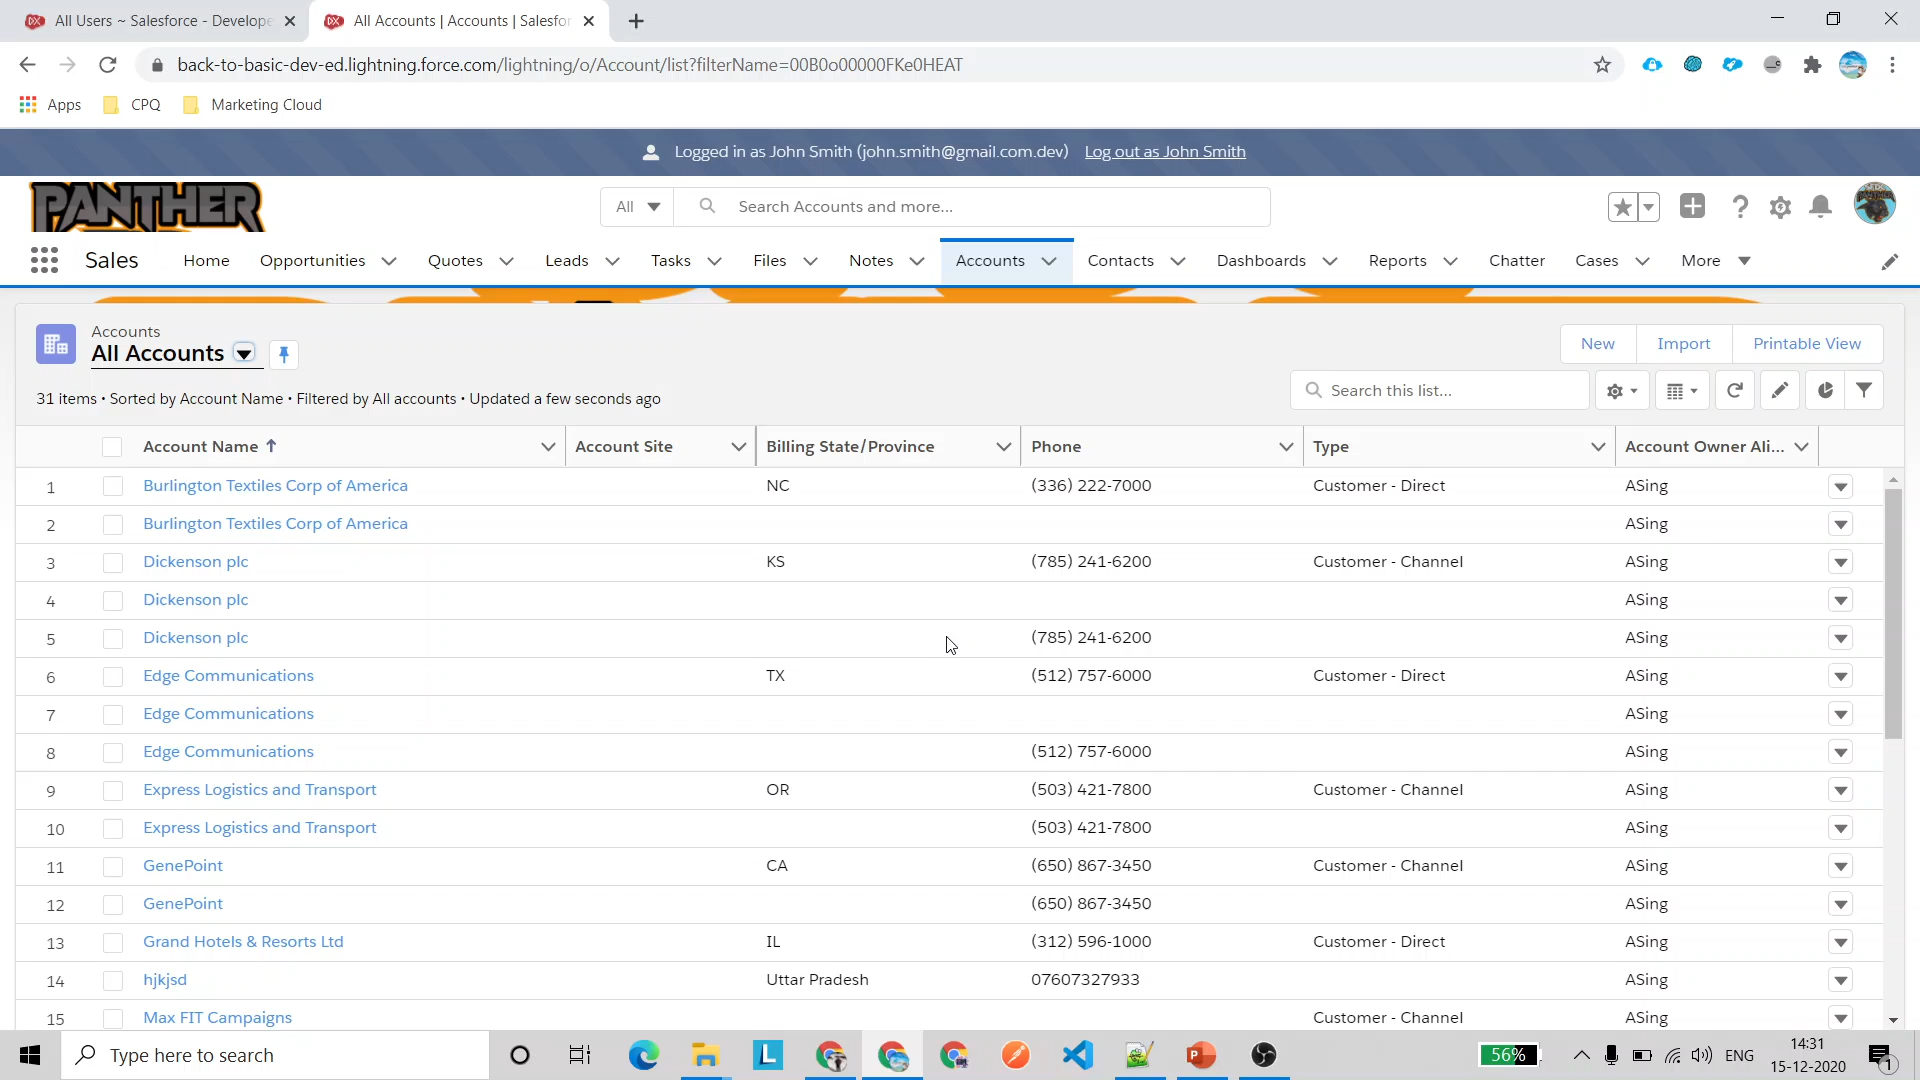 All Users ~ Salesforce - Develope
All Accounts | Accounts | Salesfor
back-to-basic-dev-ed.lightning.force.com/lightning/o/Account/list?filterName=00B0o00000FKe0HEAT
Apps CPQ Marketing Cloud
Logged in as John Smith (john.smith@gmail.com.dev) Log out as John Smith
PANTHER
All Search Accounts and more...
Sales Home Opportunities Quotes Leads Tasks Files Notes Accounts Contacts Dashboards Reports Chatter Cases More
Accounts
All Accounts
New Import Printable View
31 items • Sorted by Account Name • Filtered by All accounts • Updated a few seconds ago
Search this list...
Account Name Account Site Billing State/Province Phone Type Account Owner Ali...
1 Burlington Textiles Corp of America NC (336) 222-7000 Customer - Direct ASing
2 Burlington Textiles Corp of America ASing
3 Dickenson plc KS (785) 241-6200 Customer - Channel ASing
4 Dickenson plc ASing
5 Dickenson plc (785) 241-6200 ASing
6 Edge Communications TX (512) 757-6000 Customer - Direct ASing
7 Edge Communications ASing
8 Edge Communications (512) 757-6000 ASing
9 Express Logistics and Transport OR (503) 421-7800 Customer - Channel ASing
10 Express Logistics and Transport (503) 421-7800 ASing
11 GenePoint CA (650) 867-3450 Customer - Channel ASing
12 GenePoint (650) 867-3450 ASing
13 Grand Hotels & Resorts Ltd IL (312) 596-1000 Customer - Direct ASing
14 hjkjsd Uttar Pradesh 07607327933 ASing
15 Max FIT Campaigns Customer - Channel ASing
Type here to search
56%
ENG
14:31
15-12-2020
1